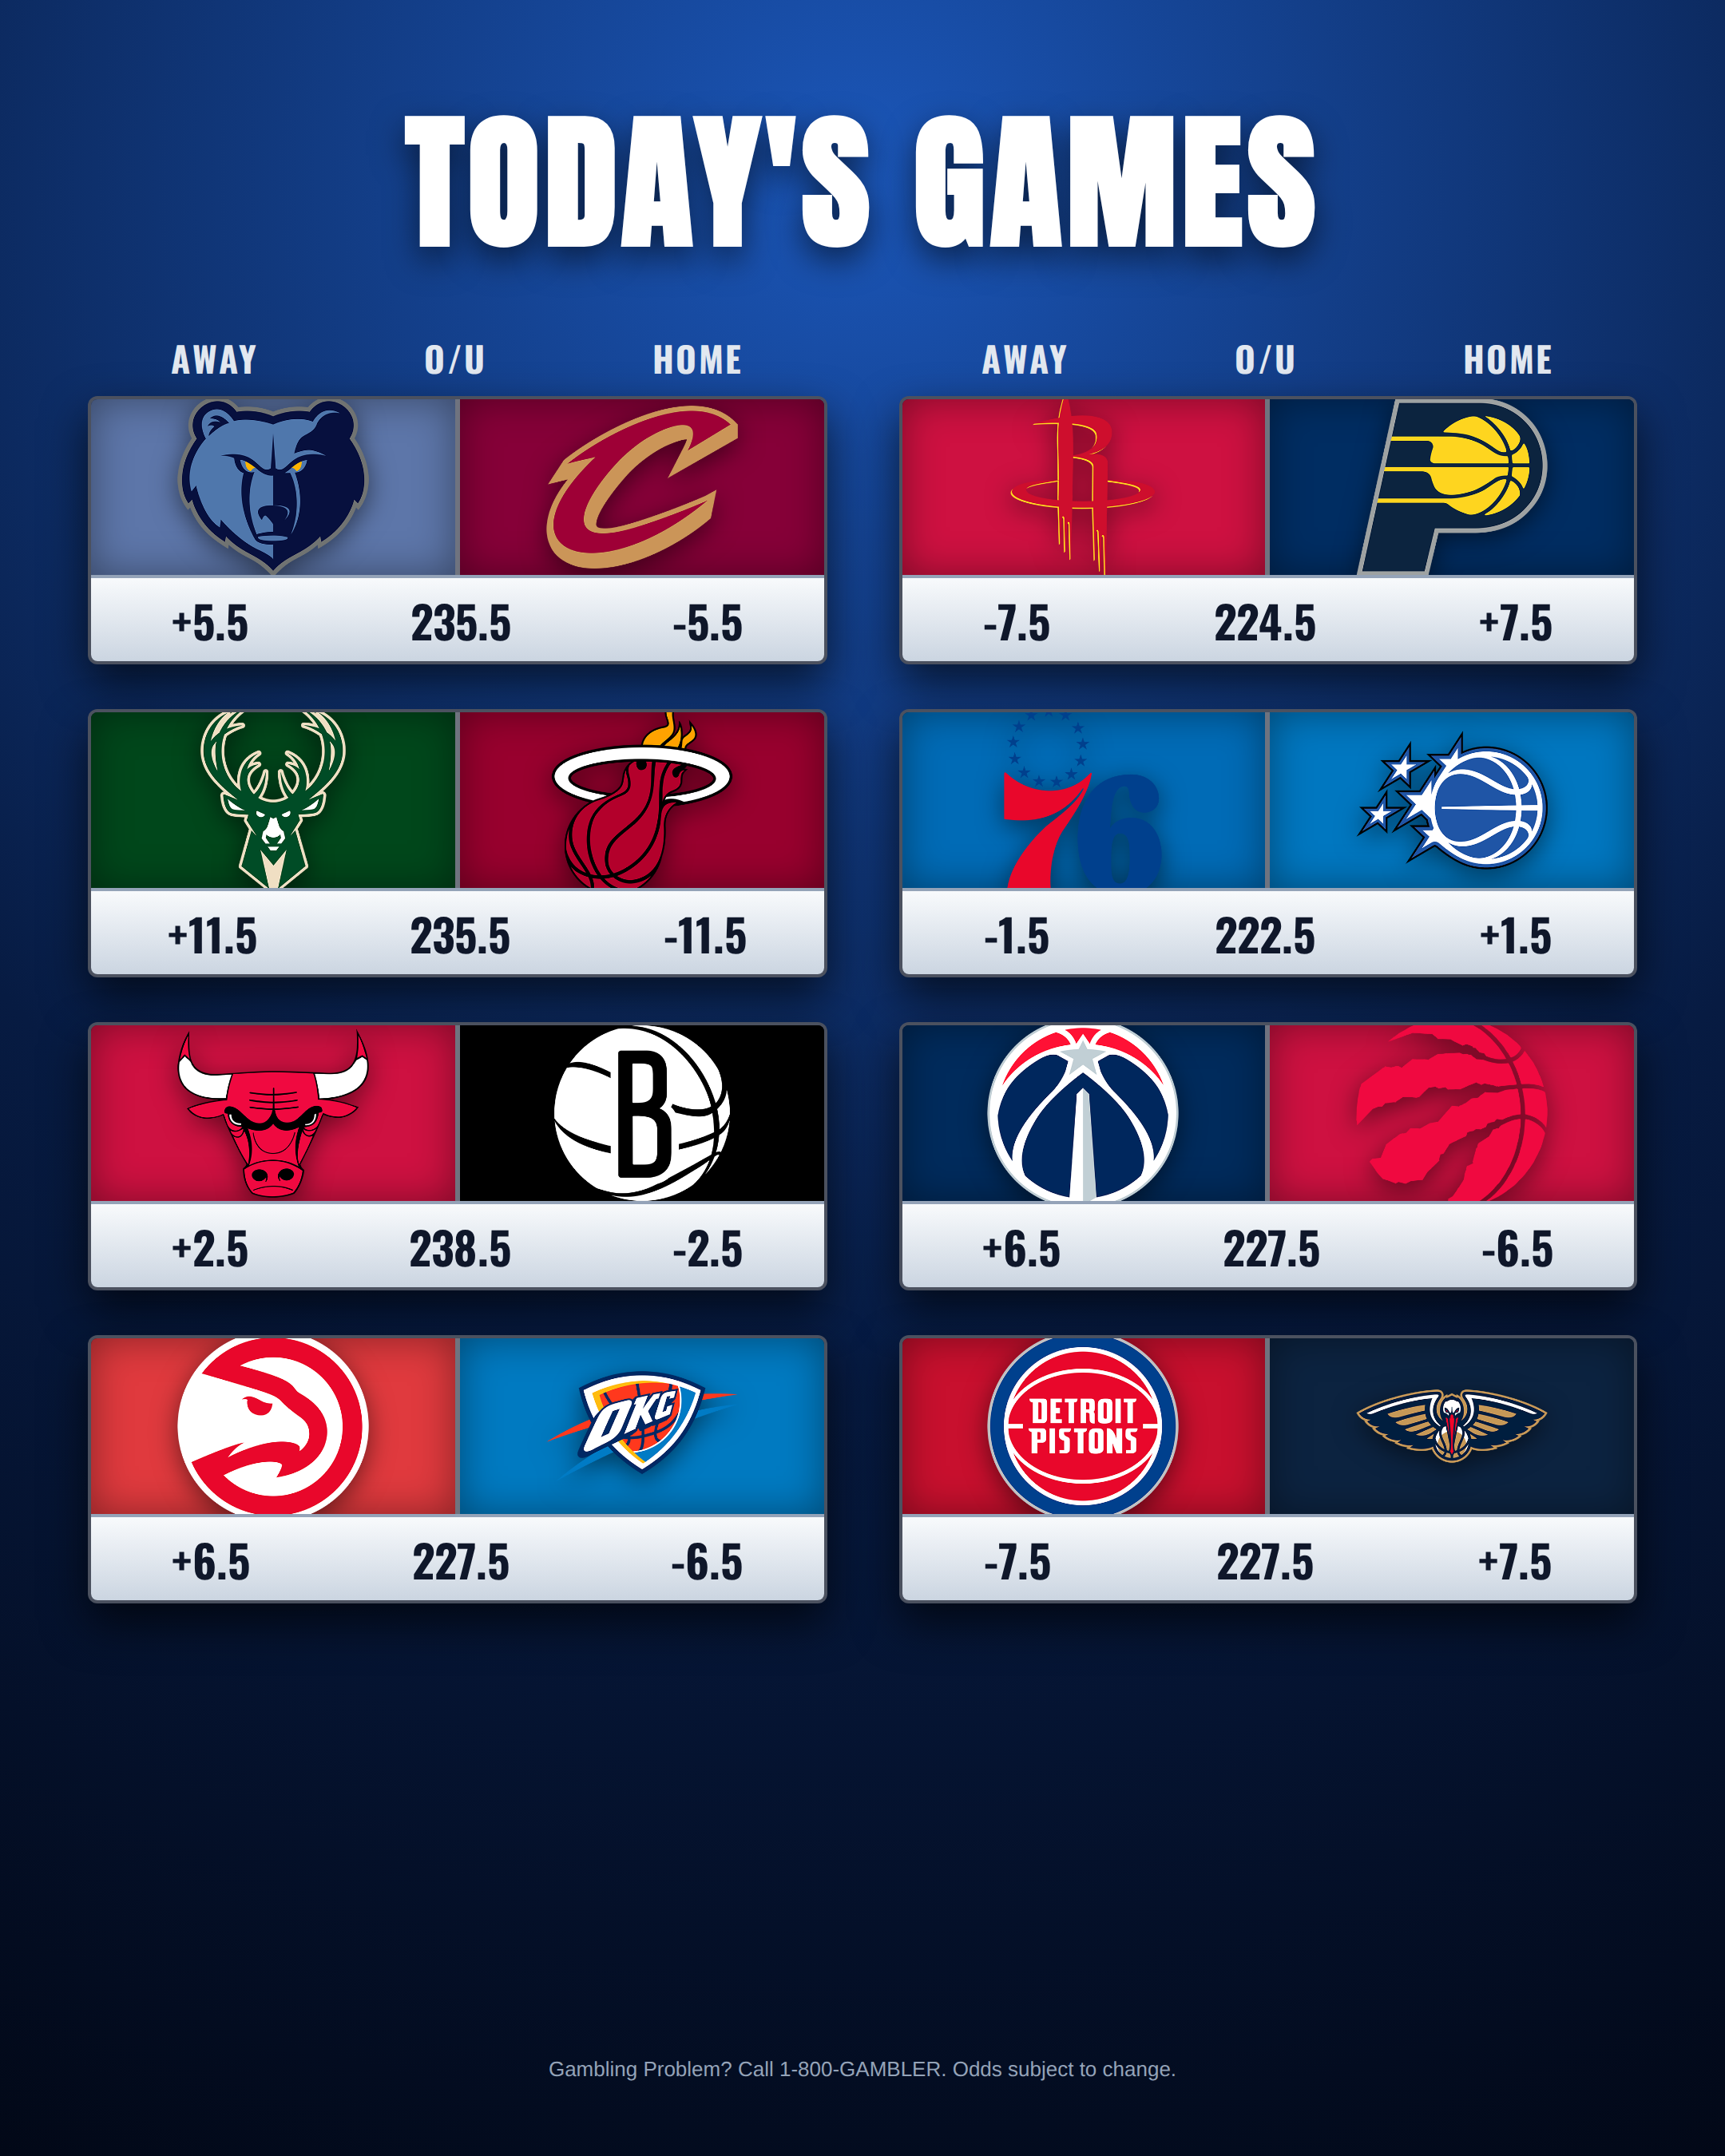 TODAY'S GAMES
AWAY O/U HOME AWAY O/U HOME
+5.5 235.5 -5.5 -7.5 224.5 +7.5
76
+11.5 235.5 -11.5 -1.5 222.5 +1.5
B
+2.5 238.5 -2.5 +6.5 227.5 -6.5
OKC DETROIT
PISTONS
+6.5 227.5 -6.5 -7.5 227.5 +7.5
Gambling Problem? Call 1-800-GAMBLER. Odds subject to change.